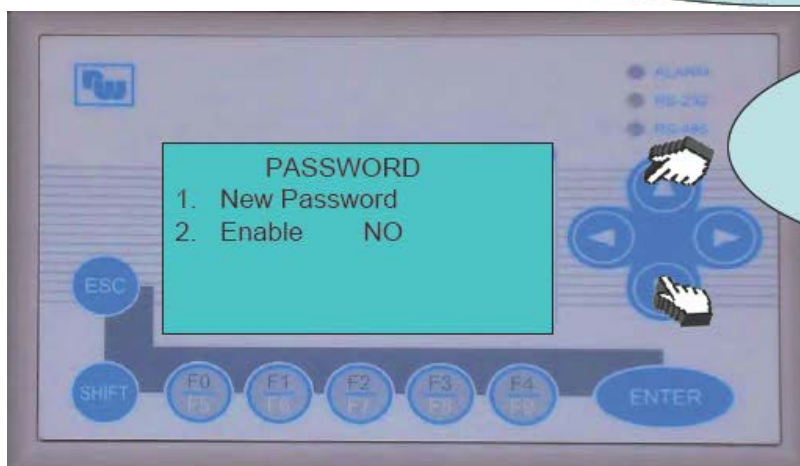 ALARM
RS-232
RS-485
PASSWORD
1. New Password
2. Enable NO
ESC
SHIFT
F0
F5
F1
F6
F2
F7
F3
F8
F4
F9
ENTER